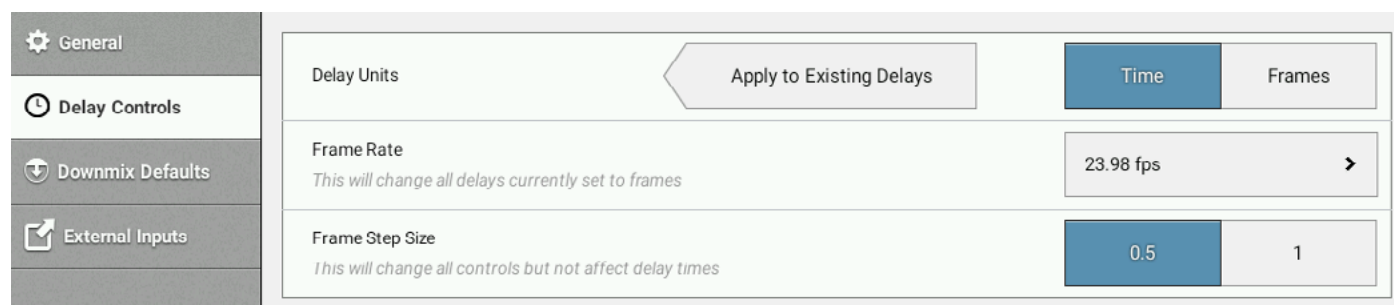 General
Delay Controls
Downmix Defaults
External Inputs
Delay Units
Apply to Existing Delays
Time
Frames
Frame Rate
This will change all delays currently set to frames
23.98 fps
Frame Step Size
This will change all controls but not affect delay times
0.5
1